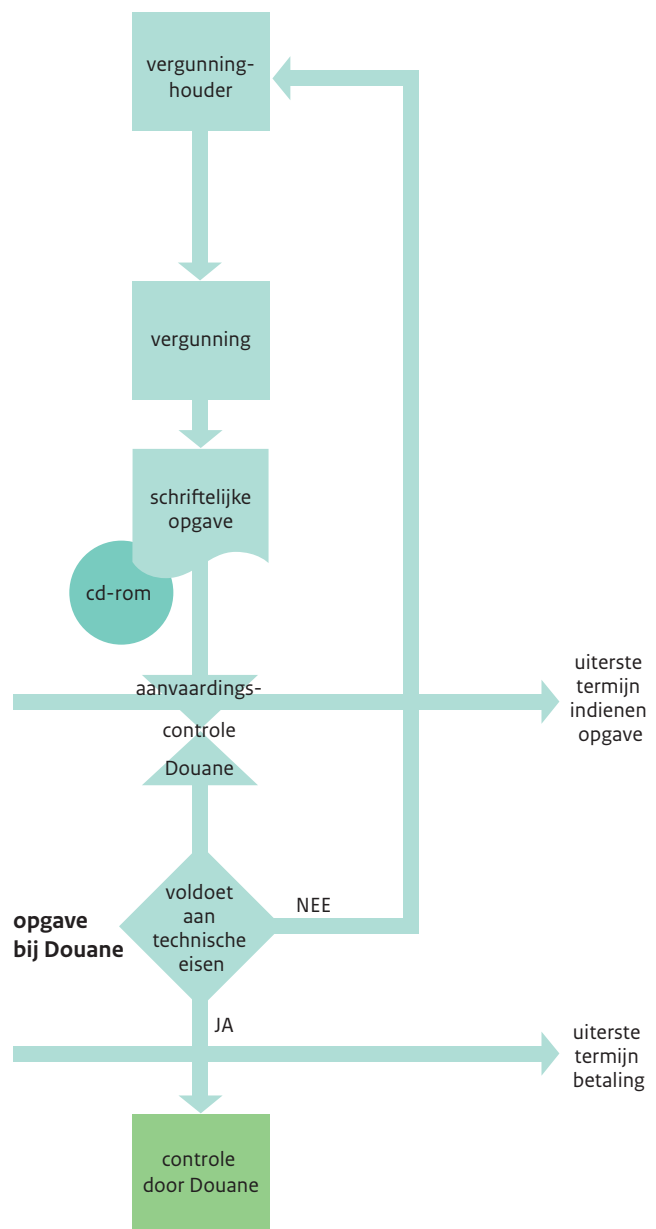 vergunning-
houder
vergunning
schriftelijke
opgave
cd-rom
aanvaardings-
controle
Douane
uiterste
termijn
indienen
opgave
opgave
bij Douane
voldoet
aan
technische
eisen
NEE
JA
uiterste
termijn
betaling
controle
door Douane